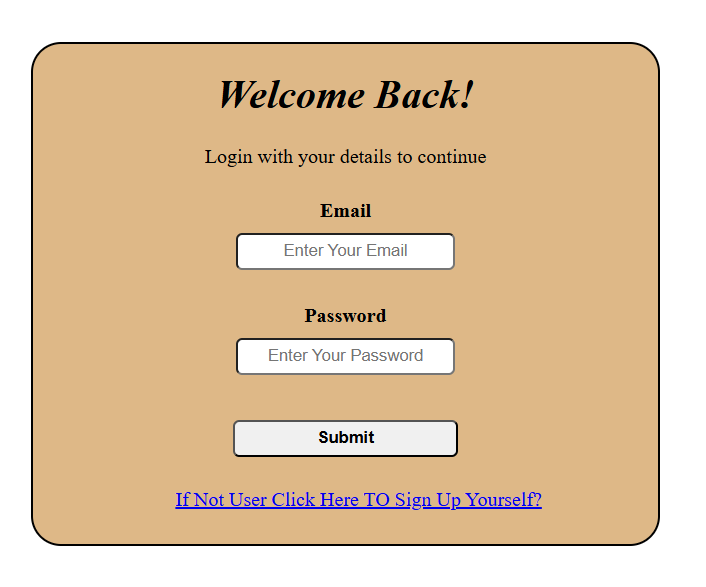 Welcome Back!
Login with your details to continue
Email
Enter Your Email
Password
Enter Your Password
Submit
If Not User Click Here TO Sign Up Yourself?